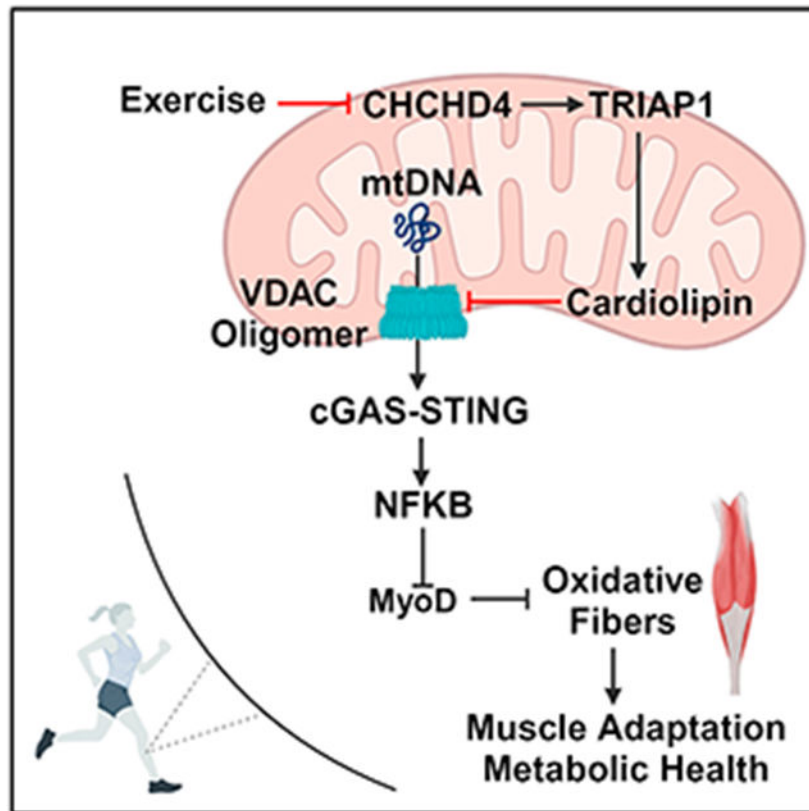 Exercise
CHCHD4
TRIAP1
mtDNA
VDAC
Oligomer
Cardiolipin
cGAS-STING
NFKB
MyoD
Oxidative
Fibers
Muscle Adaptation
Metabolic Health